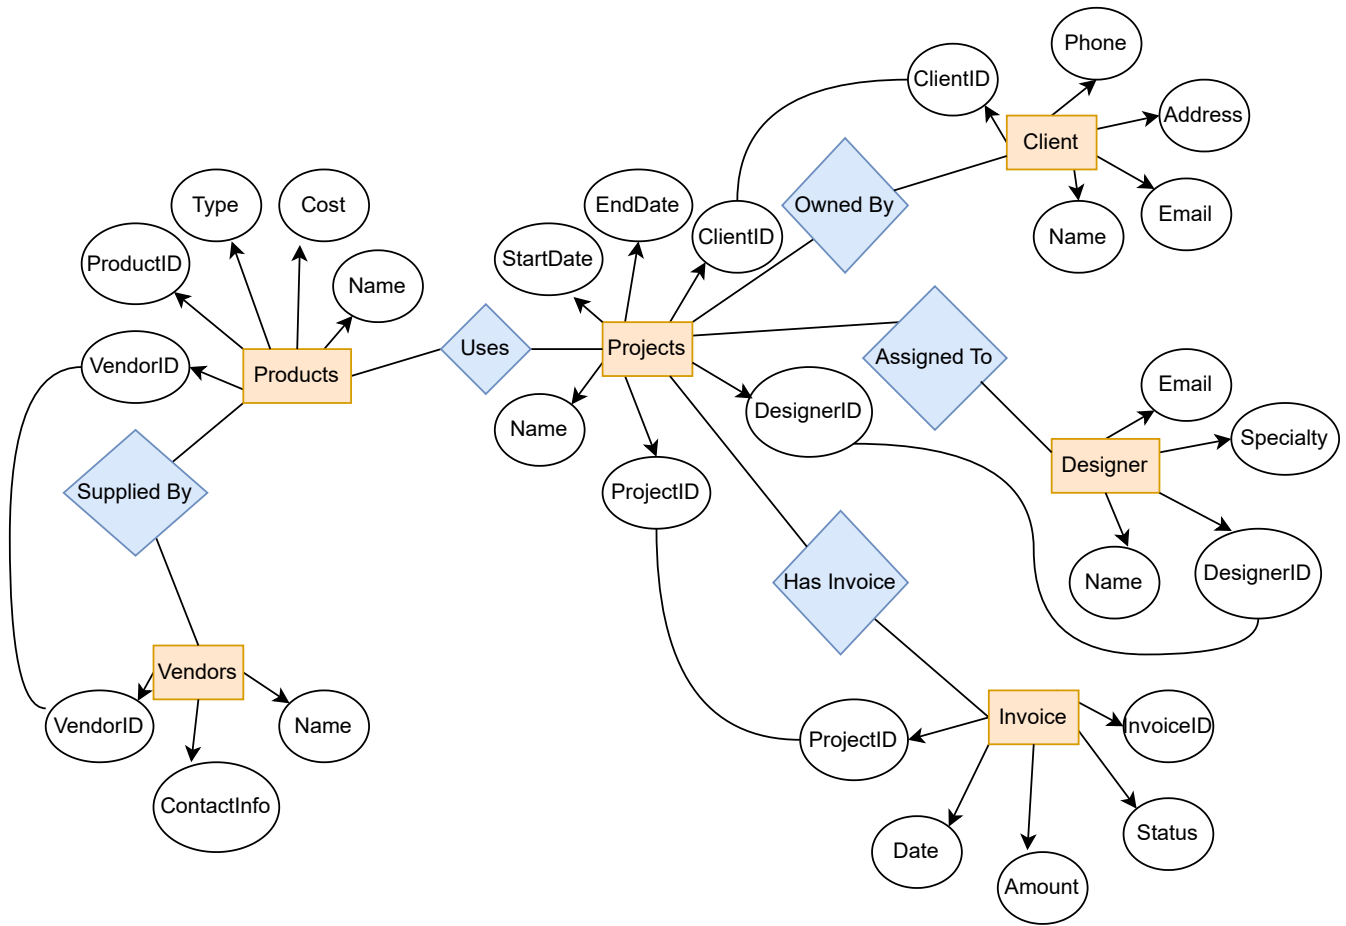 Phone
ClientID
Address
Client
Type
Cost
EndDate
Owned By
Email
ClientID
Name
ProductID
StartDate
Name
Uses
Projects
VendorID
Products
Assigned To
Email
DesignerID
Name
Specialty
Designer
Supplied By
ProjectID
DesignerID
Has Invoice
Name
Vendors
Invoice
VendorID
Name
ProjectID
InvoiceID
ContactInfo
Status
Date
Amount